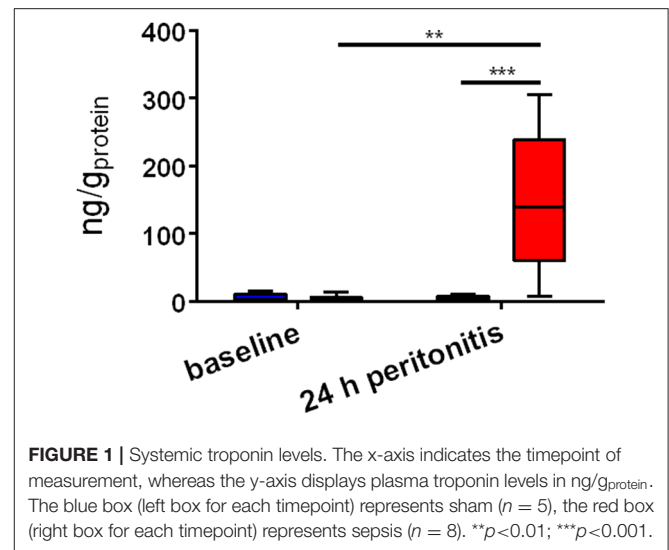 400
**
***
300
ng/gprotein
200
100
0
baseline
24 h peritonitis
FIGURE 1 | Systemic troponin levels. The x-axis indicates the timepoint of
measurement, whereas the y-axis displays plasma troponin levels in ng/gprotein.
The blue box (left box for each timepoint) represents sham (n = 5), the red box
(right box for each timepoint) represents sepsis (n = 8). **p<0.01; ***p<0.001.